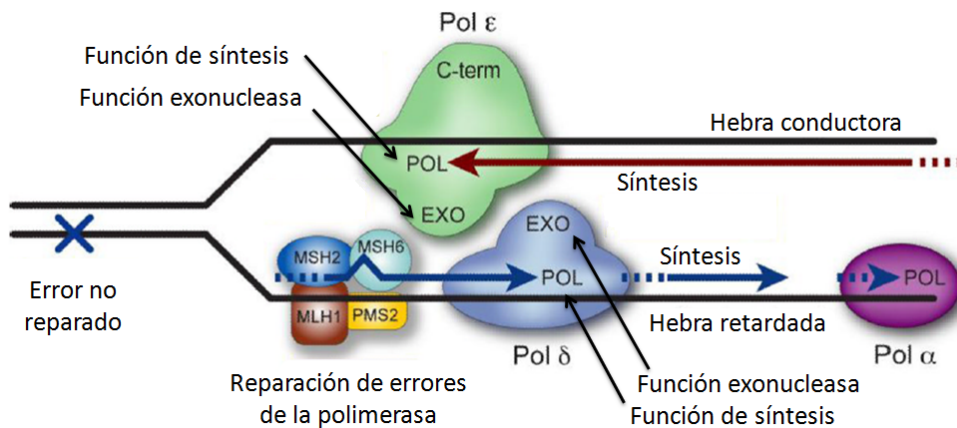 Pol ε
Función de síntesis
C-term
Función exonucleasa
Hebra conductora
POL
Síntesis
EXO
EXO
MSH6
MSH2
Síntesis
POL
POL
Error no
reparado
MLH1
PMS2
Hebra retardada
Pol δ
Pol α
Reparación de errores
de la polimerasa
Función exonucleasa
Función de síntesis